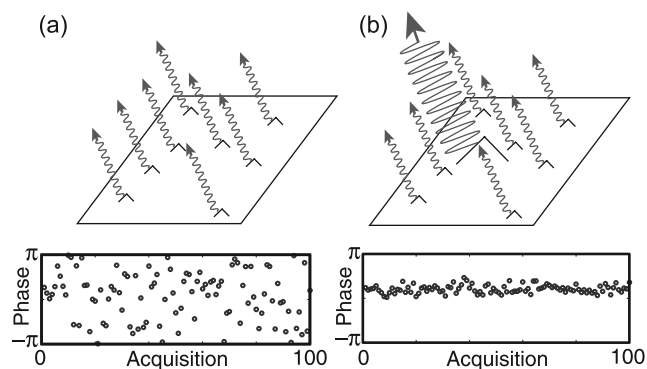 (a)
(b)
π
Phase
−π
0
Acquisition
100
π
Phase
−π
0
Acquisition
100